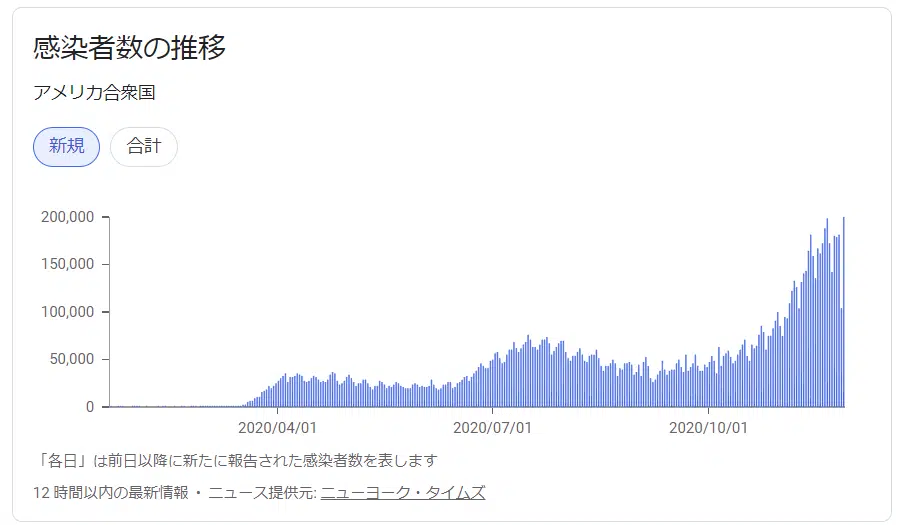 感染者数の推移
アメリカ合衆国
新規 合計
200,000
150,000
100,000
50,000
0
2020/04/01 2020/07/01 2020/10/01
「各日」は前日以降に新たに報告された感染者数を表します
12 時間以内の最新情報 • ニュース提供元: ニューヨーク・タイムズ